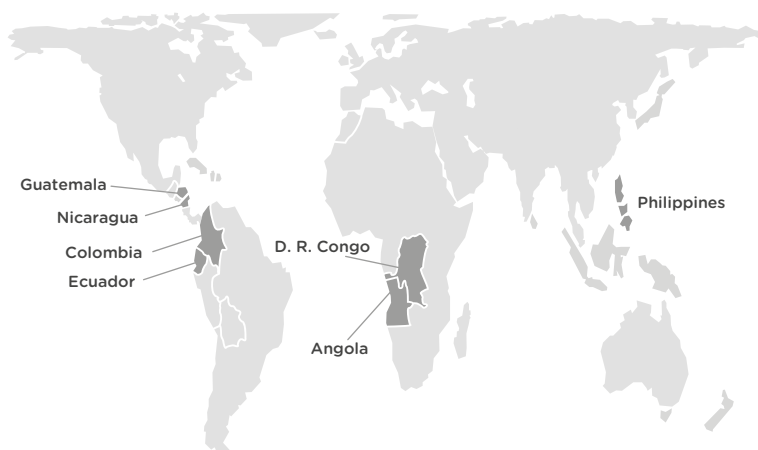 Guatemala
Nicaragua
Colombia
Ecuador
D. R. Congo
Angola
Philippines